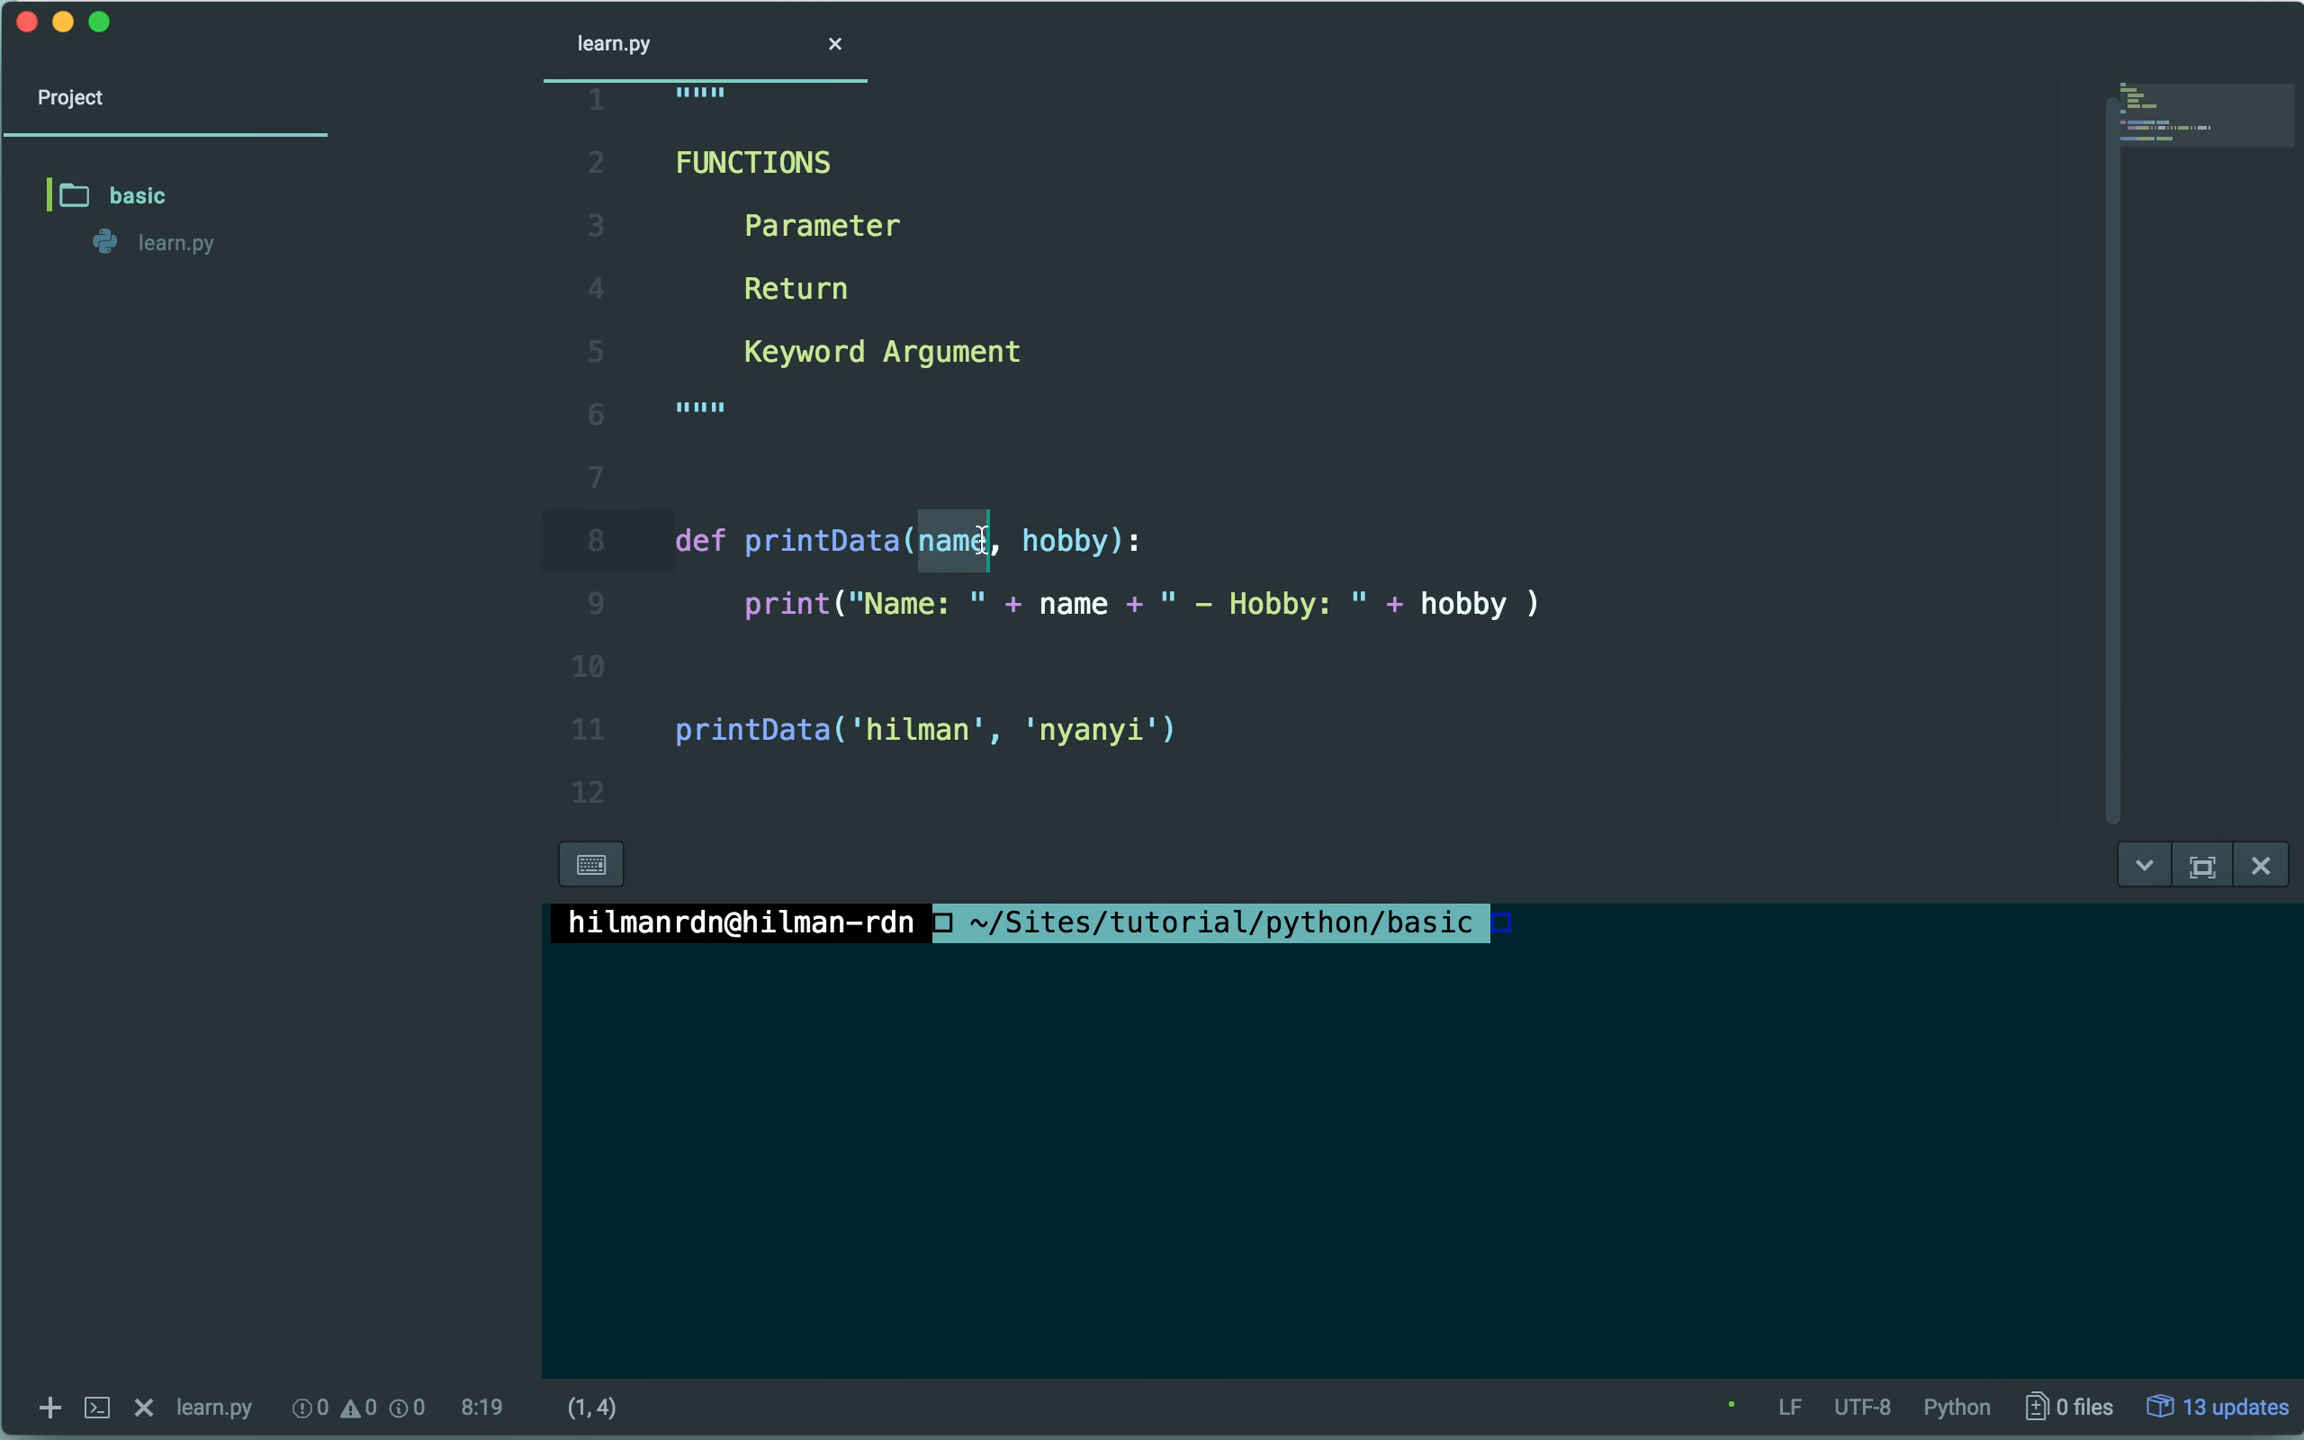 learn.py ×
Project
basic
learn.py
1 """
2 FUNCTIONS
3     Parameter
4     Return
5     Keyword Argument
6 """
7
8 def printData(name, hobby):
9     print("Name: " + name + " - Hobby: " + hobby )
10
11 printData('hilman', 'nyanyi')
12
hilmanrdn@hilman-rdn ~/Sites/tutorial/python/basic
learn.py 0 0 0 8:19 (1, 4) LF UTF-8 Python 0 files 13 updates